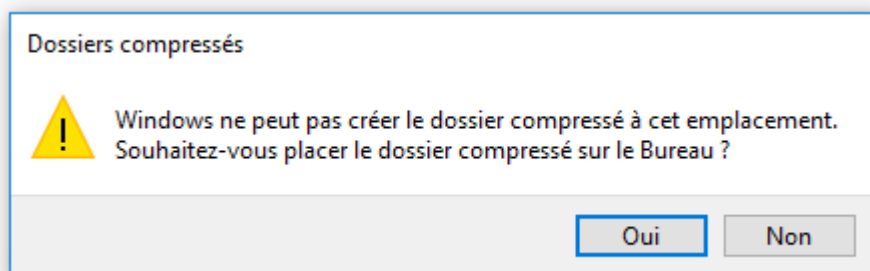 Dossiers compressés
Windows ne peut pas créer le dossier compressé à cet emplacement.
Souhaitez-vous placer le dossier compressé sur le Bureau ?
Oui
Non